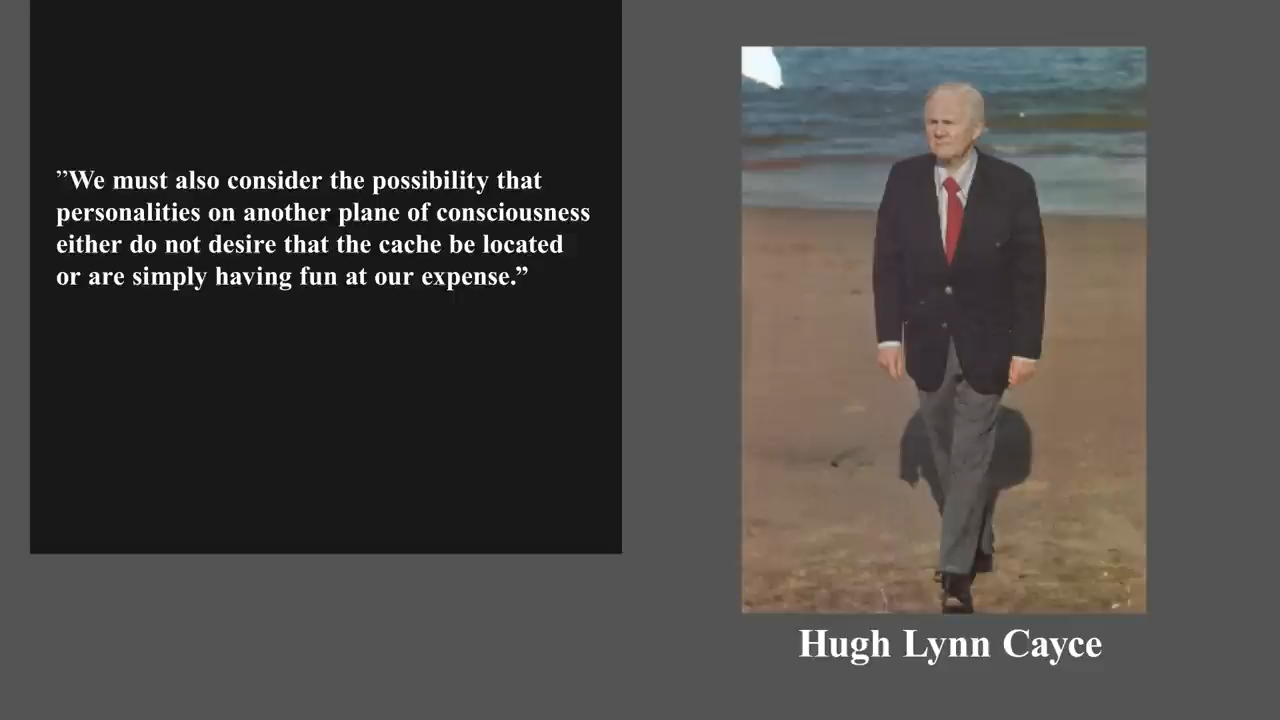 ”We must also consider the possibility that
personalities on another plane of consciousness
either do not desire that the cache be located
or are simply having fun at our expense.”
Hugh Lynn Cayce